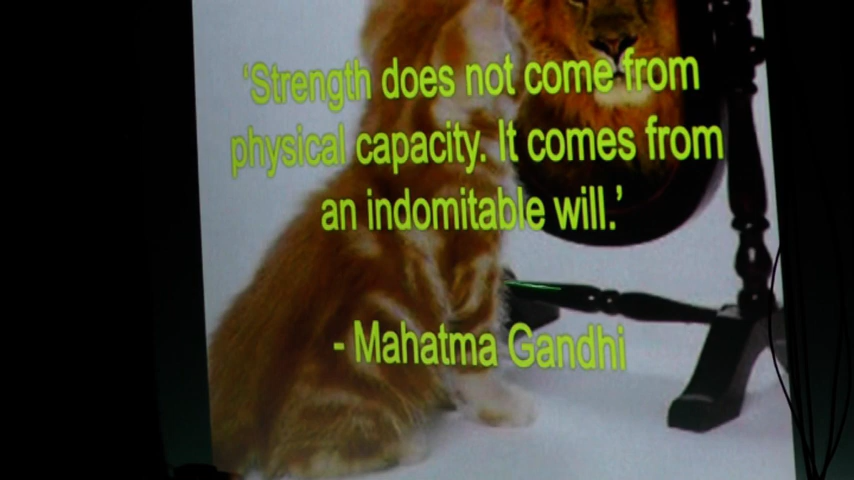 ‘Strength does not come from
physical capacity. It comes from
an indomitable will.’
- Mahatma Gandhi